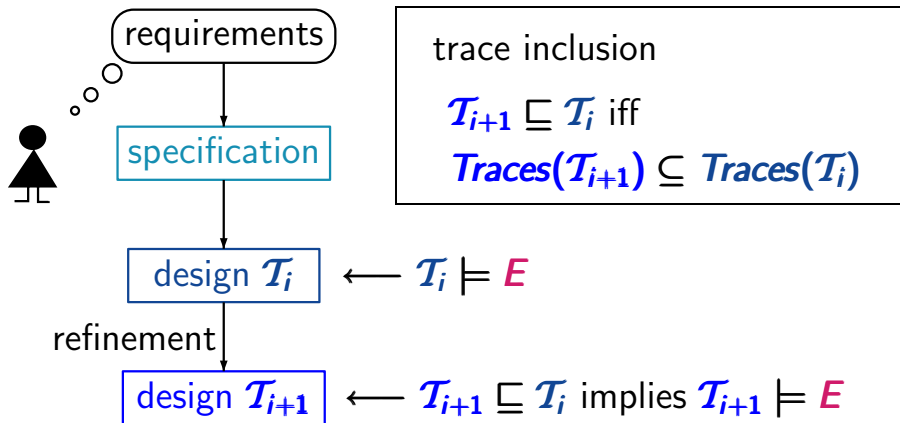 requirements
trace inclusion
𝒯ᵢ₊₁ ⊑ 𝒯ᵢ iff
Traces(𝒯ᵢ₊₁) ⊆ Traces(𝒯ᵢ)
specification
design 𝒯ᵢ ⟵ 𝒯ᵢ ⊨ E
refinement
design 𝒯ᵢ₊₁ ⟵ 𝒯ᵢ₊₁ ⊑ 𝒯ᵢ implies 𝒯ᵢ₊₁ ⊨ E